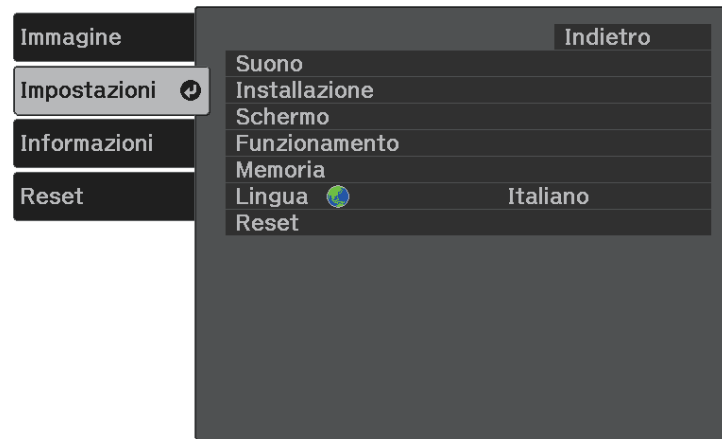 Immagine
Impostazioni
Informazioni
Reset
Indietro
Suono
Installazione
Schermo
Funzionamento
Memoria
Lingua Italiano
Reset